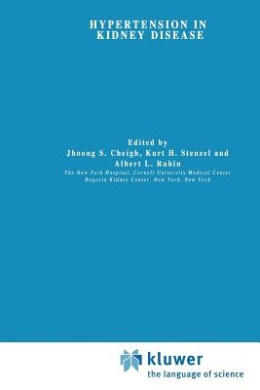 HYPERTENSION IN
KIDNEY DISEASE
Edited by
Jhoong S. Cheigh, Kurt H. Stenzel and
Albert L. Rubin
The New York Hospital, Cornell University Medical Center
Rogosin Kidney Center, New York, New York
kluwer
the language of science